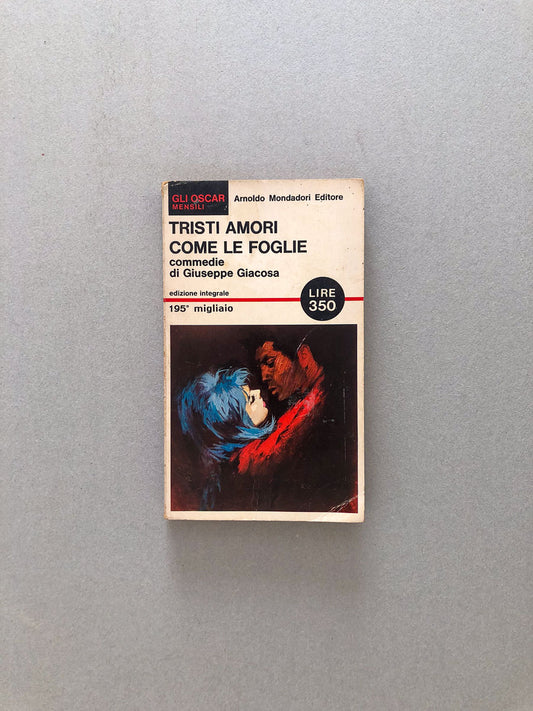 GLI OSCAR
MENSILI
Arnoldo Mondadori Editore
TRISTI AMORI
COME LE FOGLIE
commedie
di Giuseppe Giacosa
edizione integrale
LIRE
350
195° migliaio